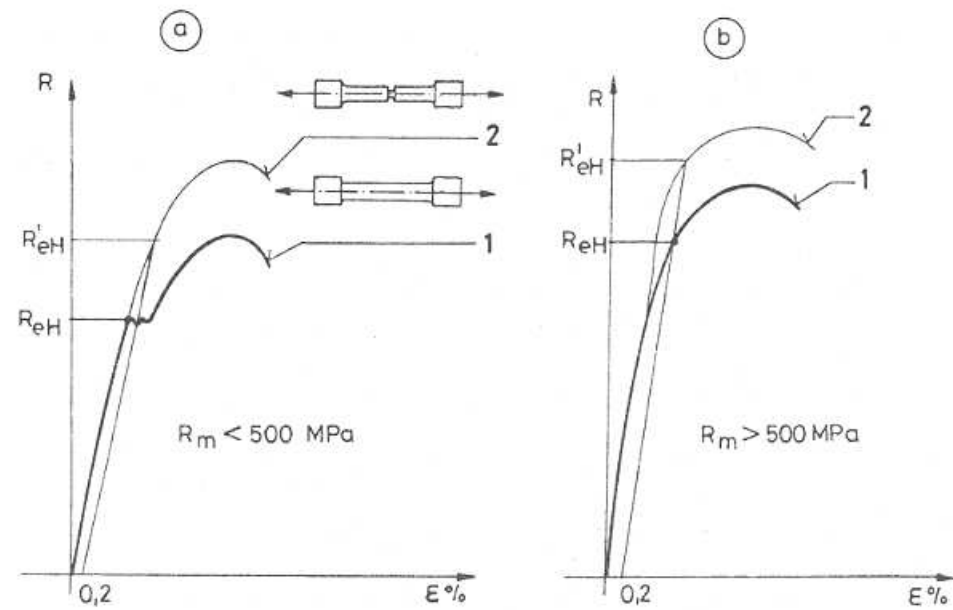 a
R
2
R'eH
1
ReH
Rm < 500 MPa
0,2
ε%
b
R
2
R'eH
1
ReH
Rm > 500 MPa
0,2
ε%